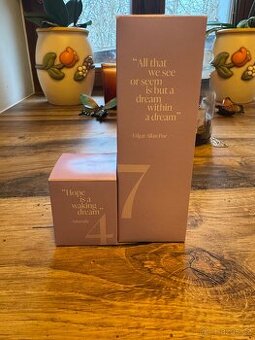 "All that
we see
or seem
is but a
dream
within
a dream"
Edgar Allan Poe
7
"Hope
is a
waking
dream"
Aristotle
4